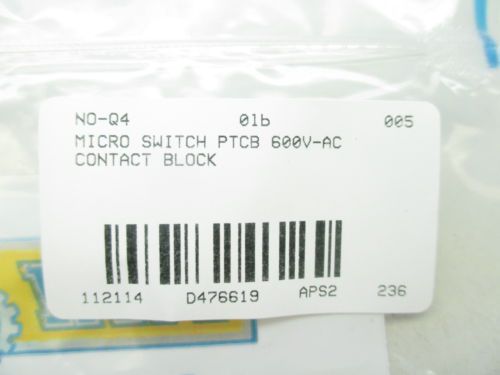 NO-Q4 01b 005
MICRO SWITCH PTCB 600V-AC
CONTACT BLOCK
112114 D476619 APS2 236